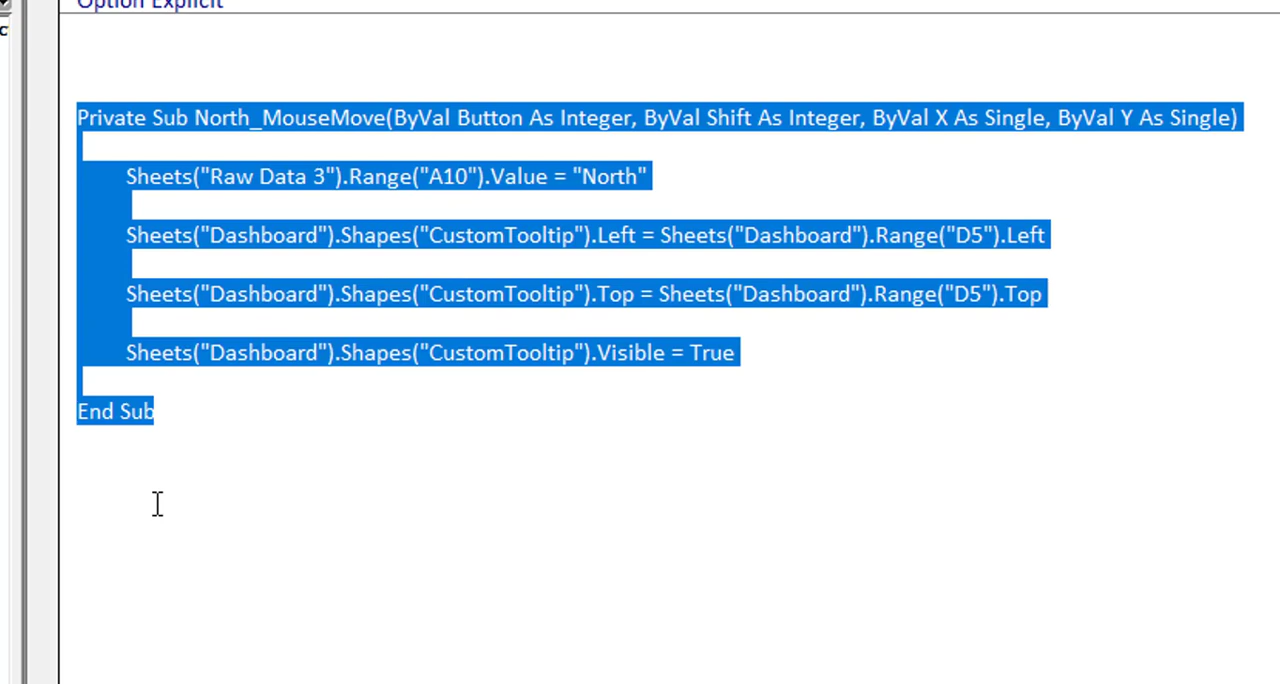 Option Explicit
Private Sub North_MouseMove(ByVal Button As Integer, ByVal Shift As Integer, ByVal X As Single, ByVal Y As Single)
Sheets("Raw Data 3").Range("A10").Value = "North"
Sheets("Dashboard").Shapes("CustomTooltip").Left = Sheets("Dashboard").Range("D5").Left
Sheets("Dashboard").Shapes("CustomTooltip").Top = Sheets("Dashboard").Range("D5").Top
Sheets("Dashboard").Shapes("CustomTooltip").Visible = True
End Sub